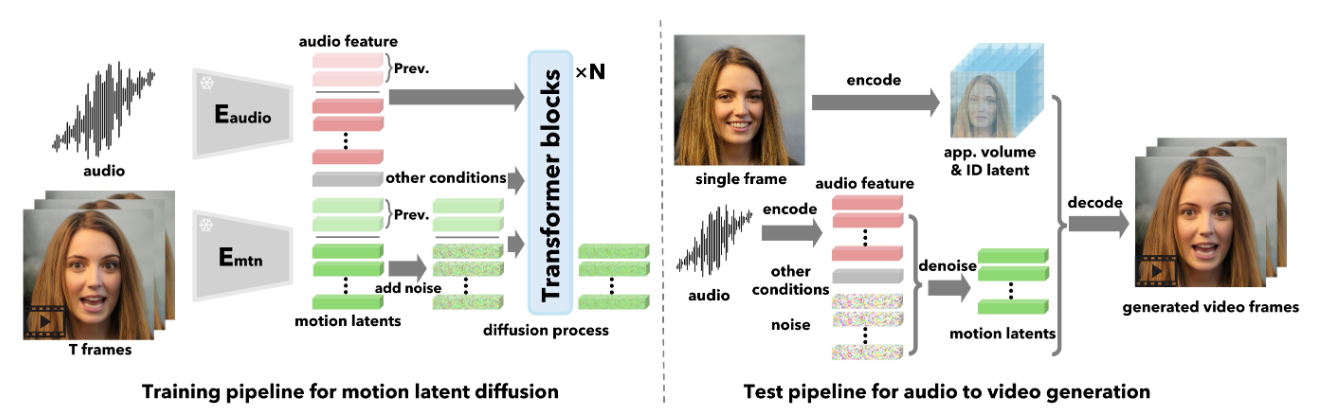 audio feature
Prev.
×N
E audio
audio
Transformer blocks
other conditions
Prev.
E mtn
add noise
motion latents
diffusion process
T frames
Training pipeline for motion latent diffusion
encode
single frame
app. volume
& ID latent
audio feature
encode
audio
other
conditions
noise
denoise
motion latents
decode
generated video frames
Test pipeline for audio to video generation